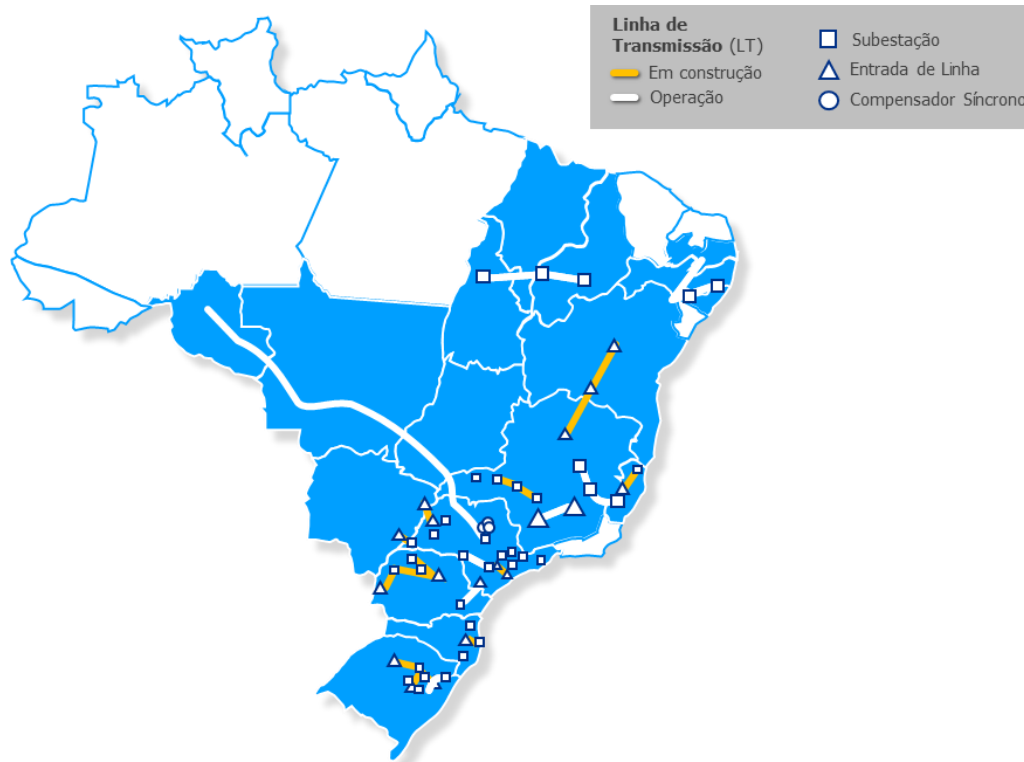 Linha de
Transmissão (LT)
Em construção
Operação
Subestação
Entrada de Linha
Compensador Síncrono